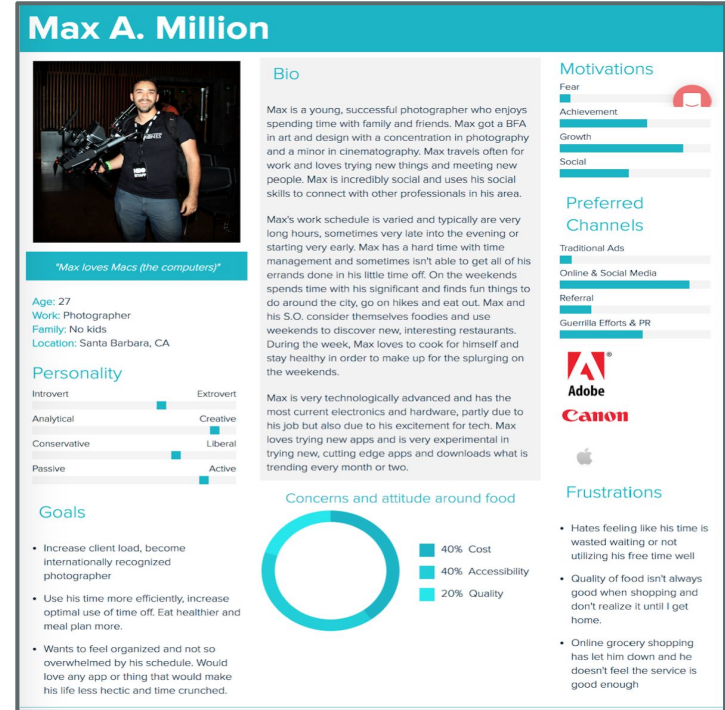 Max A. Million
"Max loves Macs (the computers)"
Age: 27
Work: Photographer
Family: No kids
Location: Santa Barbara, CA
Personality
Introvert Extrovert
Analytical Creative
Conservative Liberal
Passive Active
Goals
• Increase client load, become
internationally recognized
photographer
• Use his time more efficiently, increase
optimal use of time off. Eat healthier and
meal plan more.
• Wants to feel organized and not so
overwhelmed by his schedule. Would
love any app or thing that would make
his life less hectic and time crunched.
Bio
Max is a young, successful photographer who enjoys
spending time with family and friends. Max got a BFA
in art and design with a concentration in photography
and a minor in cinematography. Max travels often for
work and loves trying new things and meeting new
people. Max is incredibly social and uses his social
skills to connect with other professionals in his area.
Max's work schedule is varied and typically are very
long hours, sometimes very late into the evening or
starting very early. Max has a hard time with time
management and sometimes isn't able to get all of his
errands done in his little time off. On the weekends
spends time with his significant and finds fun things to
do around the city, go on hikes and eat out. Max and
his S.O. consider themselves foodies and use
weekends to discover new, interesting restaurants.
During the week, Max loves to cook for himself and
stay healthy in order to make up for the splurging on
the weekends.
Max is very technologically advanced and has the
most current electronics and hardware, partly due to
his job but also due to his excitement for tech. Max
loves trying new apps and is very experimental in
trying new, cutting edge apps and downloads what is
trending every month or two.
Concerns and attitude around food
40% Cost
40% Accessibility
20% Quality
Motivations
Fear
Achievement
Growth
Social
Preferred
Channels
Traditional Ads
Online & Social Media
Referral
Guerrilla Efforts & PR
Adobe
Canon
Frustrations
• Hates feeling like his time is
wasted waiting or not
utilizing his free time well
• Quality of food isn't always
good when shopping and
don't realize it until I get
home.
• Online grocery shopping
has let him down and he
doesn't feel the service is
good enough